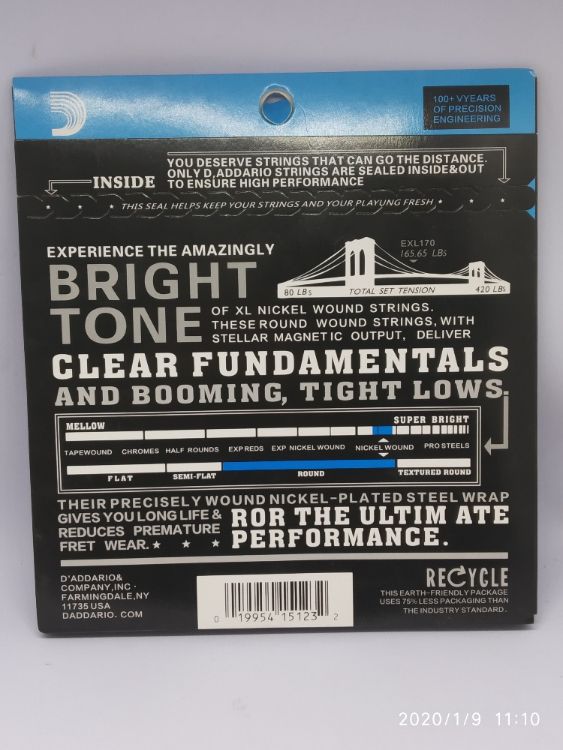 100+VYEARS
OF PRECISION
ENGINEERING
YOU DESERVE STRINGS THAT CAN GO THE DISTANCE.
ONLY D,ADDARIO STRINGS ARE SEALED INSIDE&OUT
INSIDE TO ENSURE HIGH PERFORMANCE
THIS SEAL HELPS KEEP YOUR STRINGS AND YOUR PLAYUNG FRESH
EXPERIENCE THE AMAZINGLY
BRIGHT
TONE
EXL170
165.65 LBs
80 LBs TOTAL SET TENSION 420 LBs
OF XL NICKEL WOUND STRINGS.
THESE ROUND WOUND STRINGS, WITH
STELLAR MAGNETIC OUTPUT, DELIVER
CLEAR FUNDAMENTALS
AND BOOMING, TIGHT LOWS.
MELLOW SUPER BRIGHT
TAPEWOUND CHROMES HALF ROUNDS EXPREDS EXP NICKEL WOUND NICKEL WOUND PRO STEELS
FLAT SEMI-FLAT ROUND TEXTURED ROUND
THEIR PRECISELY WOUND NICKEL-PLATED STEEL WRAP
GIVES YOU LONG LIFE &
REDUCES PREMATURE
FRET WEAR.
ROR THE ULTIM ATE
PERFORMANCE.
D'ADDARIO&
COMPANY,INC·
FARMINGDALE,NY
11735 USA
DADDARIO. COM
0 19954 15123 2
RECYCLE
THIS EARTH-FRIENDLY PACKAGE
USES 75% LESS PACKAGING THAN
THE INDUSTRY STANDARD.
2020/1/9 11:10